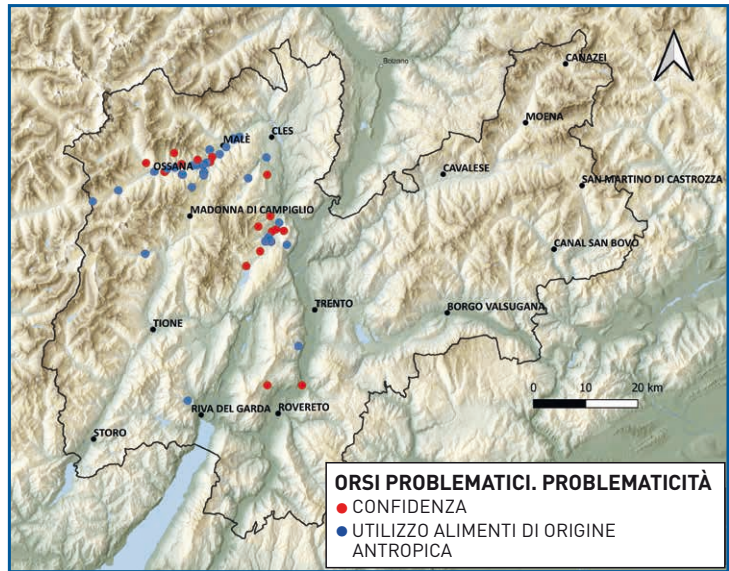 Bolzano
CANAZEI
MOENA
MALÈ
CLES
OSSANA
CAVALESE
SAN MARTINO DI CASTROZZA
MADONNA DI CAMPIGLIO
CANAL SAN BOVO
TRENTO
BORGO VALSUGANA
TIONE
0 10 20 km
RIVA DEL GARDA
ROVERETO
STORO
ORSI PROBLEMATICI. PROBLEMATICITÀ
CONFIDENZA
UTILIZZO ALIMENTI DI ORIGINE
ANTROPICA